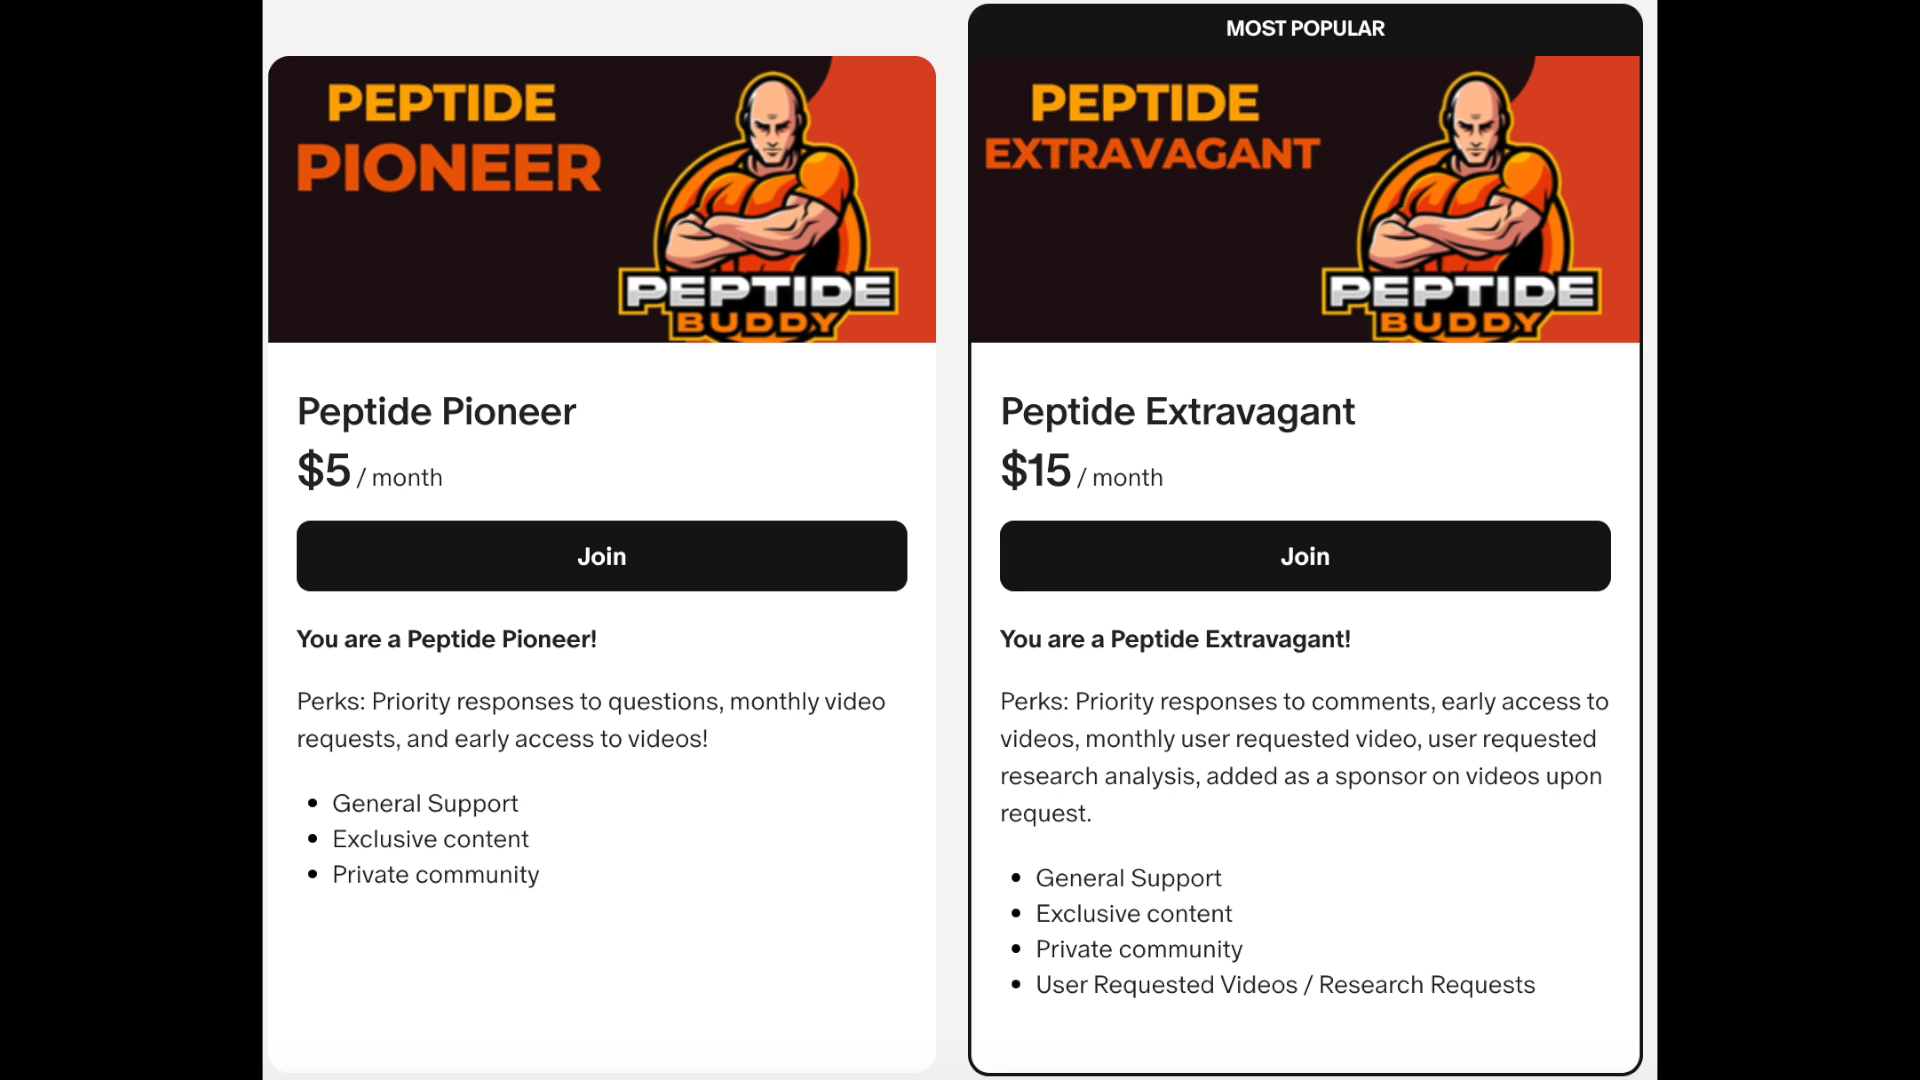 PEPTIDE
PIONEER
PEPTIDE
BUDDY
Peptide Pioneer
$5 / month
Join
You are a Peptide Pioneer!
Perks: Priority responses to questions, monthly video
requests, and early access to videos!
• General Support
• Exclusive content
• Private community
MOST POPULAR
PEPTIDE
EXTRAVAGANT
PEPTIDE
BUDDY
Peptide Extravagant
$15 / month
Join
You are a Peptide Extravagant!
Perks: Priority responses to comments, early access to
videos, monthly user requested video, user requested
research analysis, added as a sponsor on videos upon
request.
• General Support
• Exclusive content
• Private community
• User Requested Videos / Research Requests